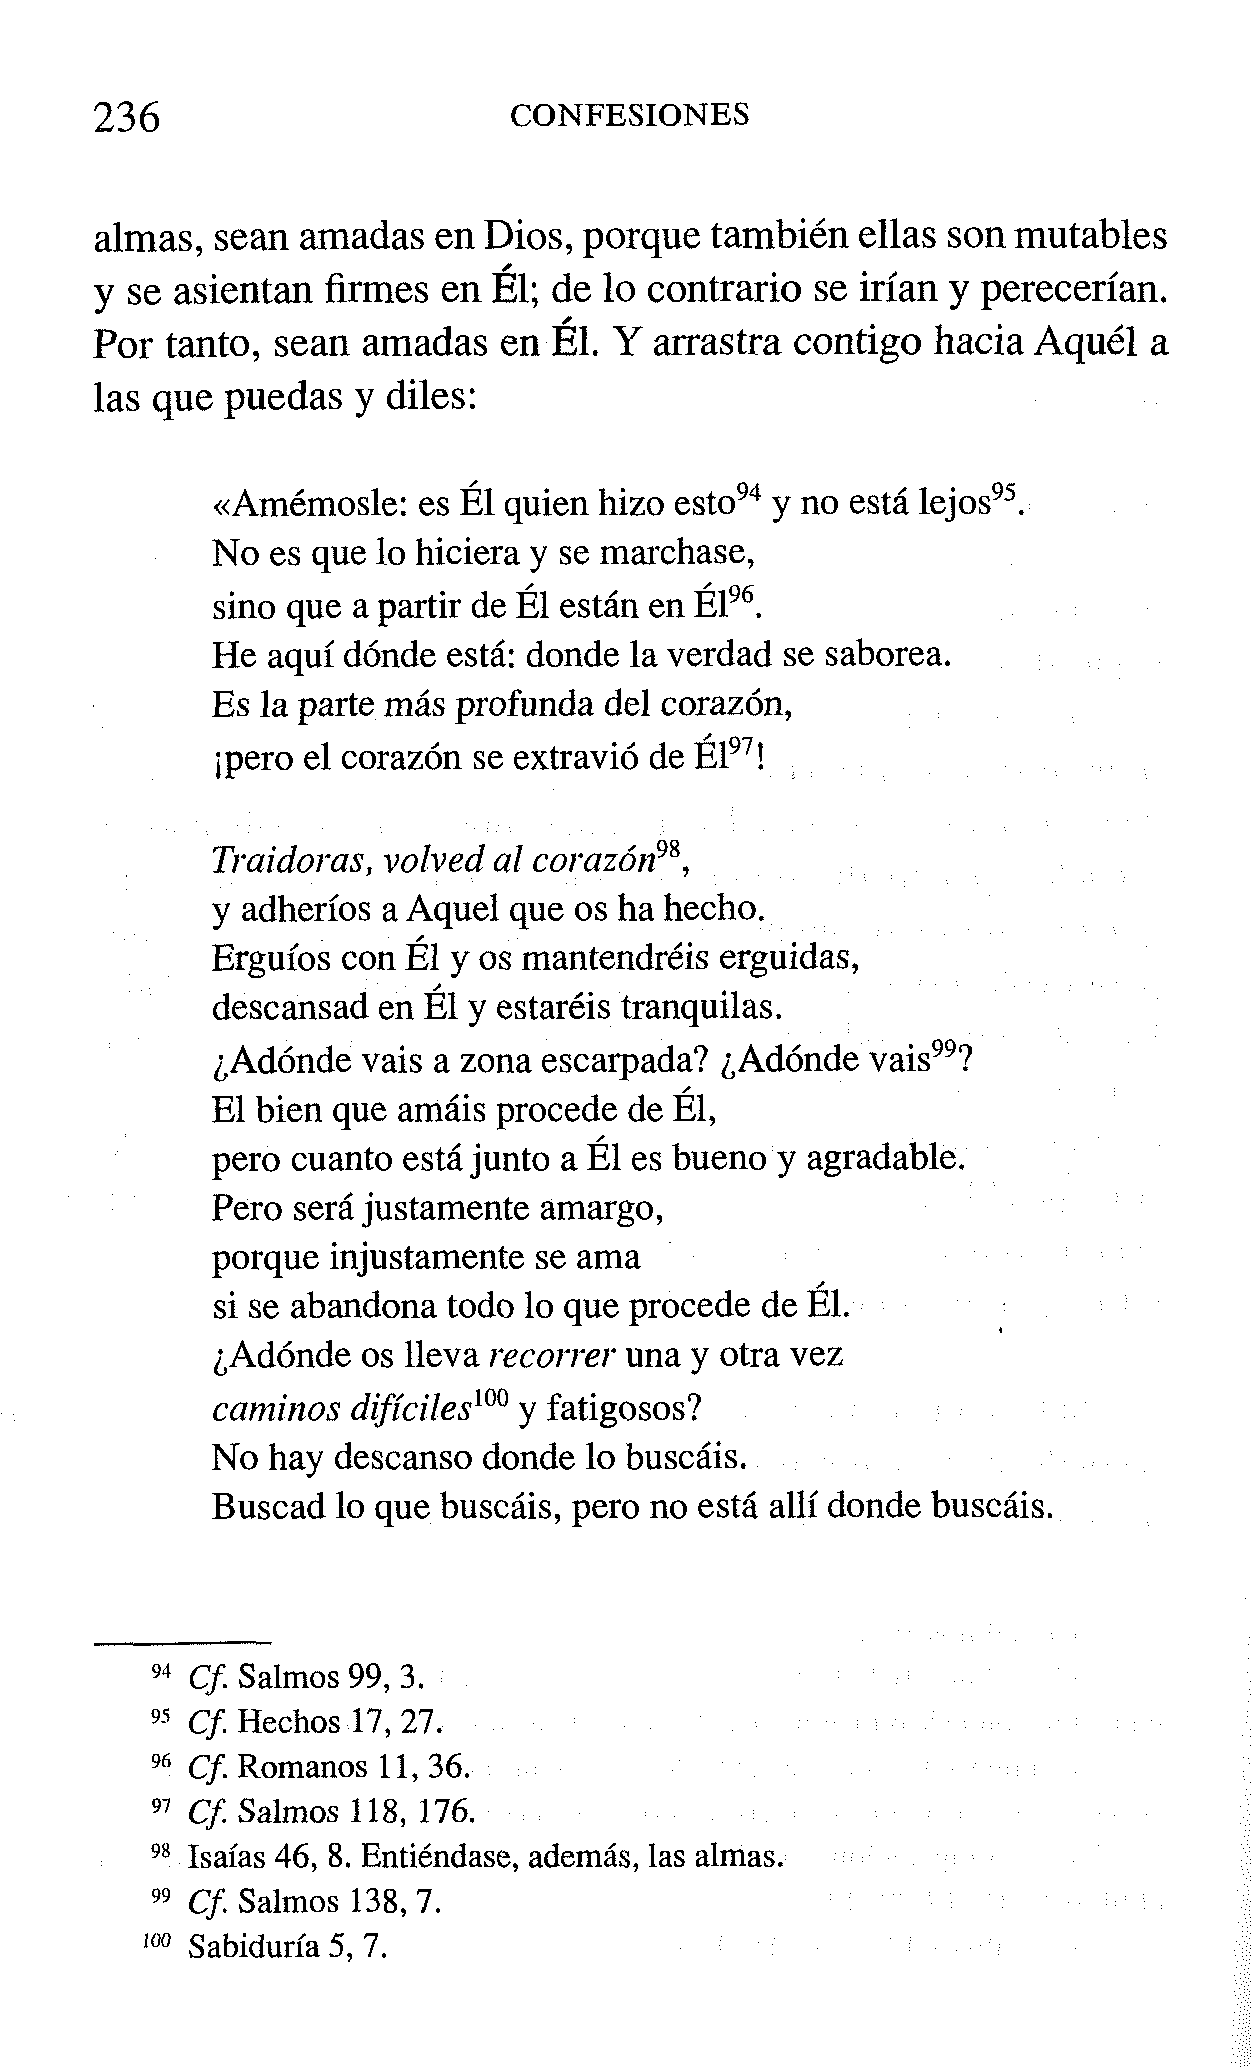 236 CONFESIONES
almas, sean amadas en Dios, porque también ellas son mutables
y se asientan firmes en Él; de lo contrario se irían y perecerían.
Por tanto, sean amadas en Él. Y arrastra contigo hacia Aquél a
las que puedas y diles:
«Amémosle: es Él quien hizo esto⁹⁴ y no está lejos⁹⁵.
No es que lo hiciera y se marchase,
sino que a partir de Él están en Él⁹⁶.
He aquí dónde está: donde la verdad se saborea.
Es la parte más profunda del corazón,
¡pero el corazón se extravió de Él⁹⁷!
Traidoras, volved al corazón⁹⁸,
y adheríos a Aquel que os ha hecho.
Erguíos con Él y os mantendréis erguidas,
descansad en Él y estaréis tranquilas.
¿Adónde vais a zona escarpada? ¿Adónde vais⁹⁹?
El bien que amáis procede de Él,
pero cuanto está junto a Él es bueno y agradable.
Pero será justamente amargo,
porque injustamente se ama
si se abandona todo lo que procede de Él.
¿Adónde os lleva recorrer una y otra vez
caminos difíciles¹⁰⁰ y fatigosos?
No hay descanso donde lo buscáis.
Buscad lo que buscáis, pero no está allí donde buscáis.
⁹⁴ Cf. Salmos 99, 3.
⁹⁵ Cf. Hechos 17, 27.
⁹⁶ Cf. Romanos 11, 36.
⁹⁷ Cf. Salmos 118, 176.
⁹⁸ Isaías 46, 8. Entiéndase, además, las almas.
⁹⁹ Cf. Salmos 138, 7.
¹⁰⁰ Sabiduría 5, 7.